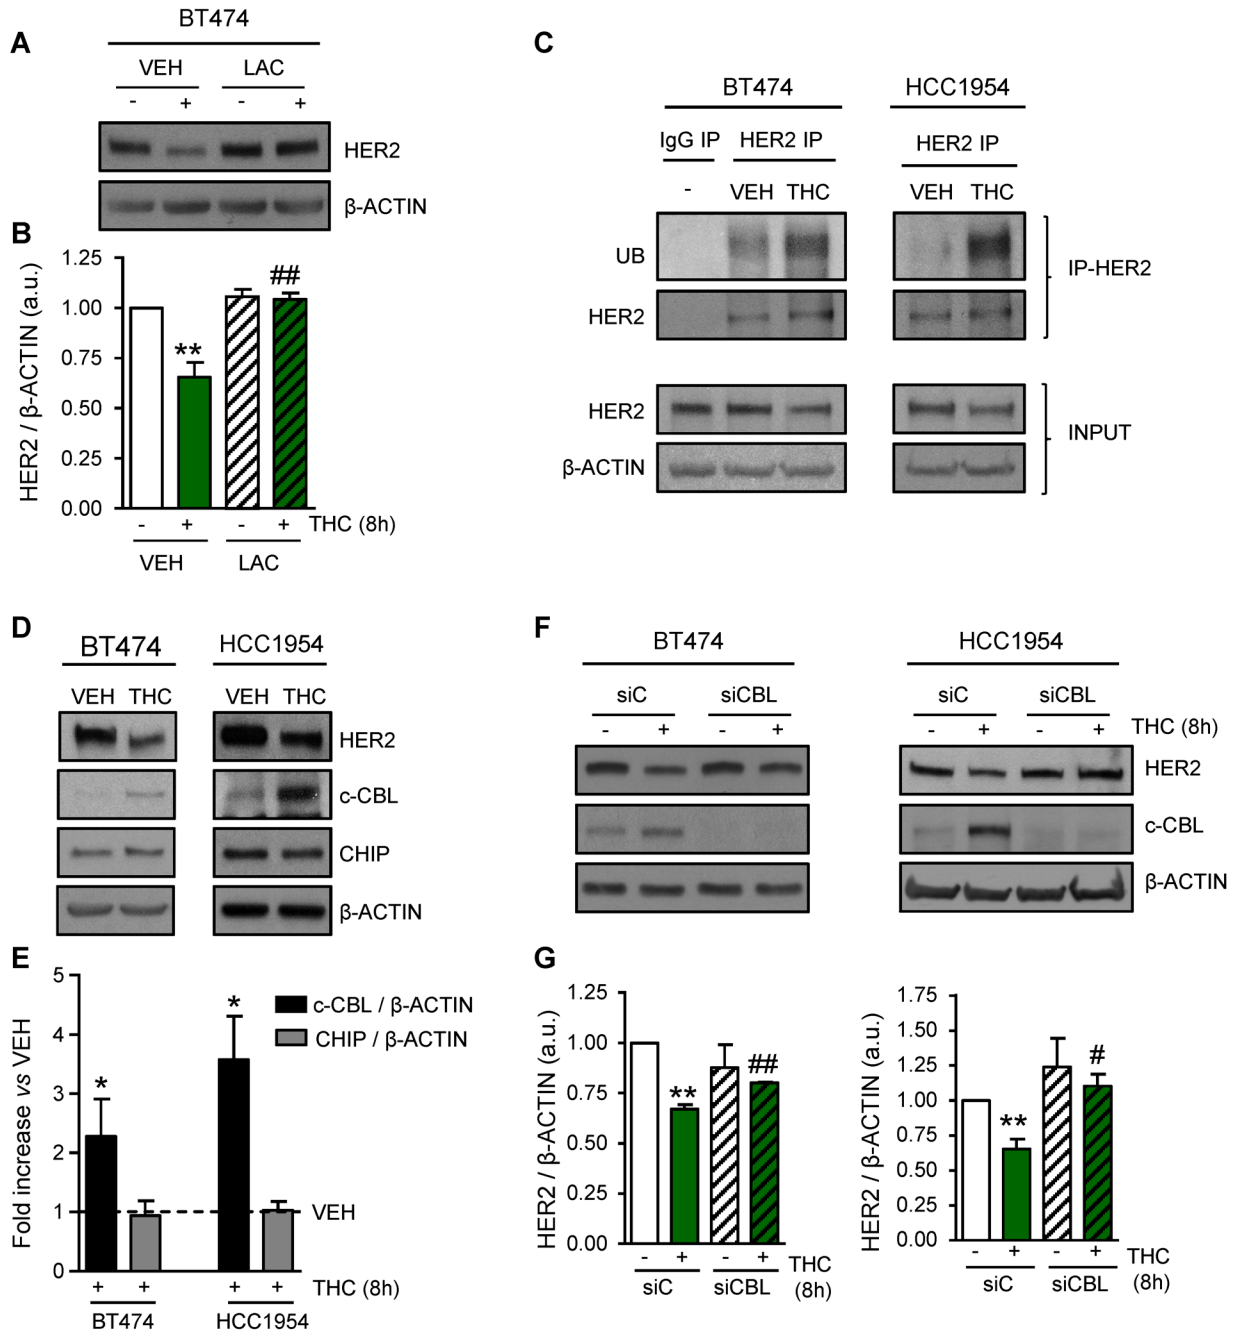 A
BT474
VEH LAC
- + - +
HER2
β-ACTIN
B
1.25
1.00
0.75
0.50
0.25
0.00
HER2 / β-ACTIN (a.u.)
**
##
- + - + THC (8h)
VEH LAC
C
BT474 HCC1954
IgG IP HER2 IP HER2 IP
- VEH THC VEH THC
UB
HER2
IP-HER2
HER2
β-ACTIN
INPUT
D
BT474 HCC1954
VEH THC VEH THC
HER2
c-CBL
CHIP
β-ACTIN
E
5
4
3
2
1
0
Fold increase vs VEH
* *
c-CBL / β-ACTIN
CHIP / β-ACTIN
VEH
+ + + + THC (8h)
BT474 HCC1954
F
BT474 HCC1954
siC siCBL siC siCBL
- + - + - + - + THC (8h)
HER2
c-CBL
β-ACTIN
G
1.25
1.00
0.75
0.50
0.25
0.00
HER2 / β-ACTIN (a.u.)
**
##
- + - + THC
(8h)
siC siCBL
1.75
1.50
1.25
1.00
0.75
0.50
0.25
0.00
HER2 / β-ACTIN (a.u.)
**
#
- + - + THC
(8h)
siC siCBL